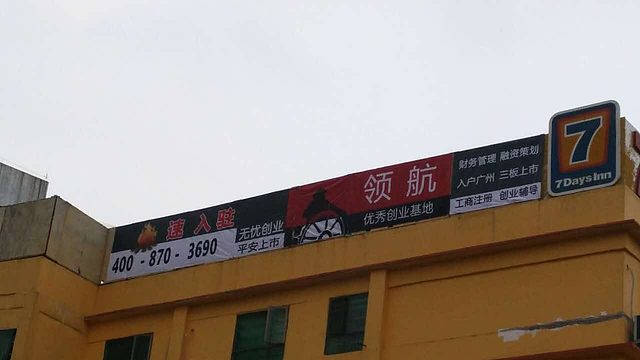 速入驻
400-870-3690
无忧创业
平安上市
领航
优秀创业基地
财务管理 融资策划
入户广州 三板上市
工商注册 创业辅导
7
7DaysInn